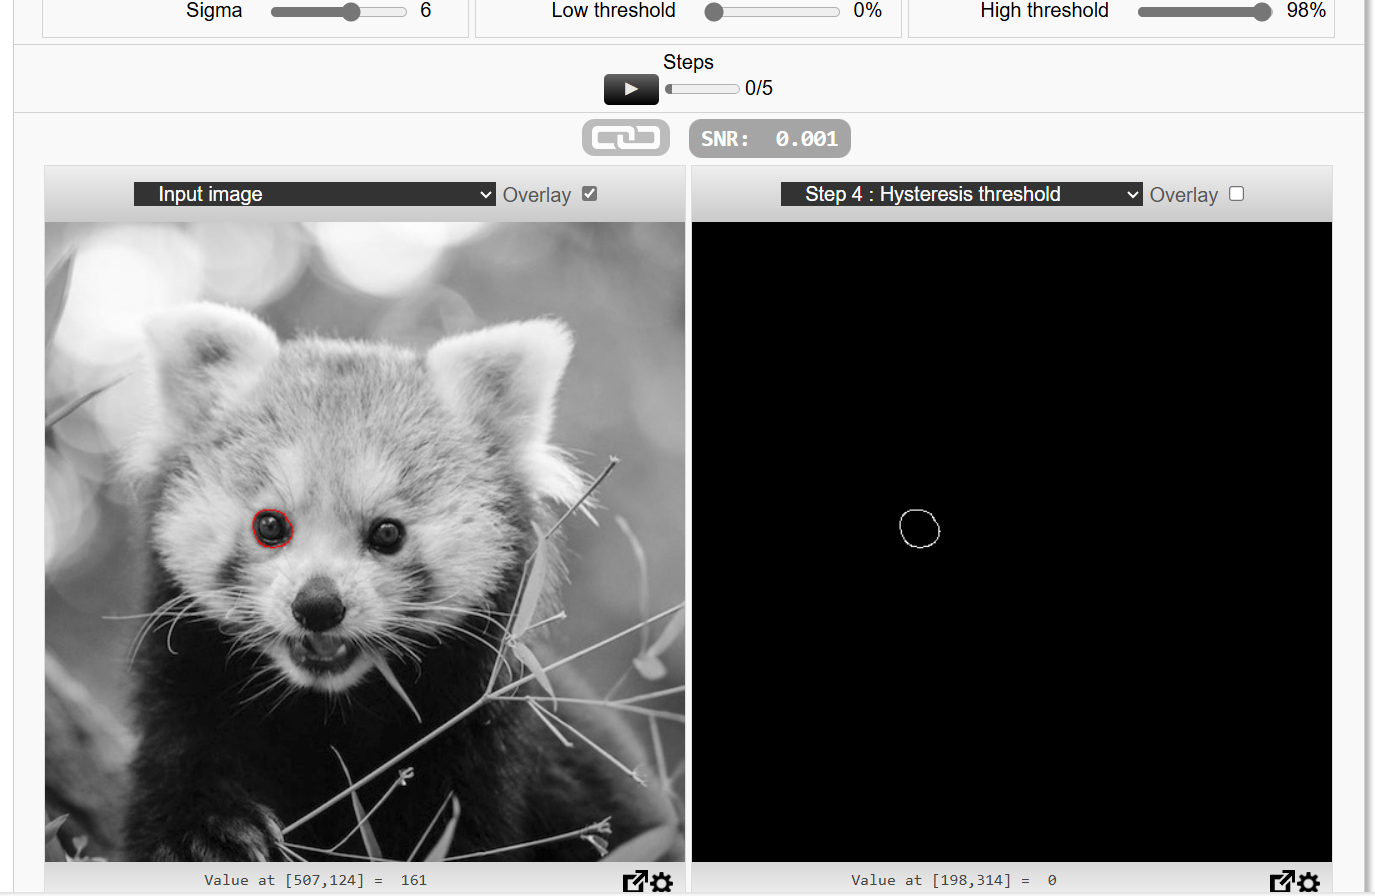 Sigma 6 Low threshold 0% High threshold 98%
Steps
0/5
SNR: 0.001
Input image Overlay Step 4 : Hysteresis threshold Overlay
Value at [507,124] = 161 Value at [198,314] = 0